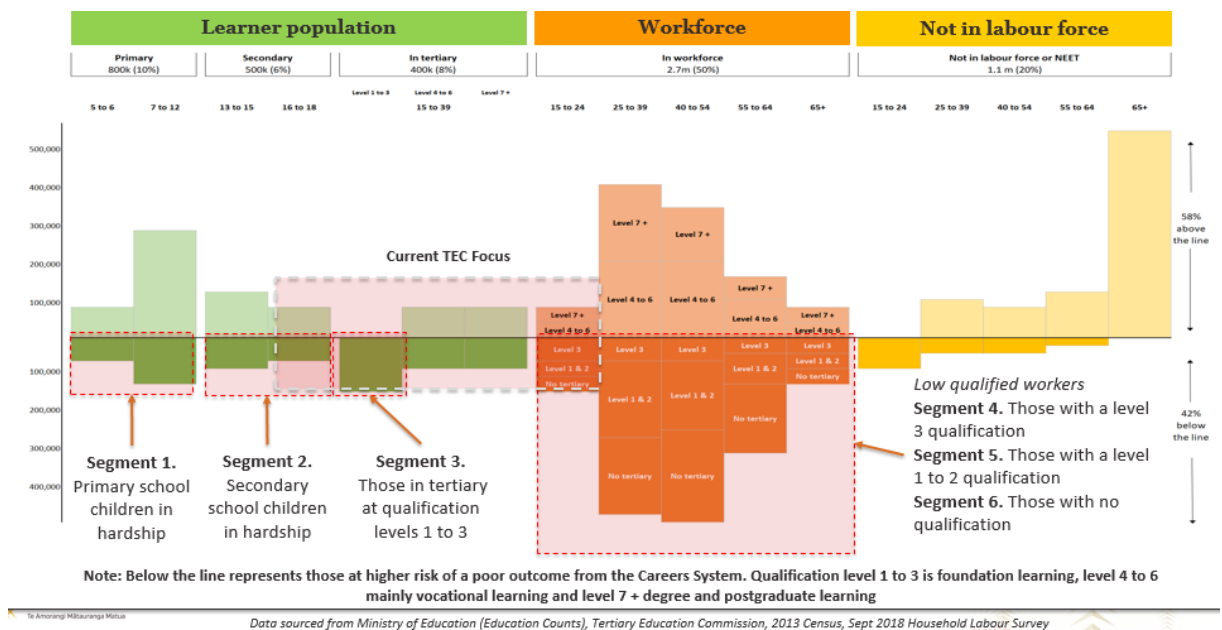 Learner population
Workforce
Not in labour force
Primary
800k (10%)
Secondary
500k (6%)
In tertiary
400k (8%)
In workforce
2.7m (50%)
Not in labour force or NEET
1.1 m (20%)
Level 1 to 3
Level 4 to 6
Level 7 +
5 to 6
7 to 12
13 to 15
16 to 18
15 to 39
15 to 24
25 to 39
40 to 54
55 to 64
65+
15 to 24
25 to 39
40 to 54
55 to 64
65+
500,000
400,000
300,000
200,000
100,000
100,000
200,000
300,000
400,000
Current TEC Focus
Level 7 +
Level 4 to 6
Level 3
Level 1 & 2
No tertiary
Level 7 +
Level 4 to 6
Level 3
Level 1 & 2
No tertiary
Level 7 +
Level 4 to 6
Level 3
Level 1 & 2
No tertiary
Level 7 +
Level 4 to 6
Level 3
Level 1 & 2
No tertiary
Level 7 +
Level 4 to 6
Level 3
Level 1 & 2
No tertiary
58%
above
the line
42%
below
the line
Segment 1.
Primary school
children in
hardship
Segment 2.
Secondary
school children
in hardship
Segment 3.
Those in tertiary
at qualification
levels 1 to 3
Low qualified workers
Segment 4. Those with a level
3 qualification
Segment 5. Those with a level
1 to 2 qualification
Segment 6. Those with no
qualification
Note: Below the line represents those at higher risk of a poor outcome from the Careers System. Qualification level 1 to 3 is foundation learning, level 4 to 6
mainly vocational learning and level 7 + degree and postgraduate learning
Te Amorangi Mātauranga Matua
Data sourced from Ministry of Education (Education Counts), Tertiary Education Commission, 2013 Census, Sept 2018 Household Labour Survey